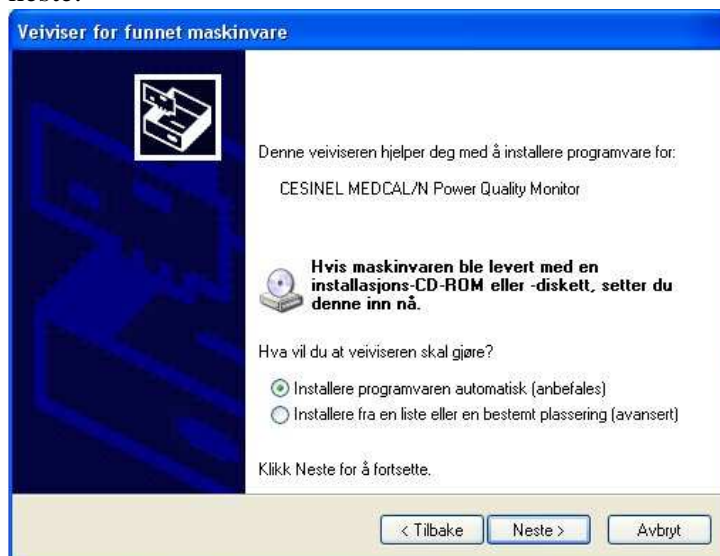 neste.
Veiviser for funnet maskinvare
Denne veiviseren hjelper deg med å installere programvare for:
CESINEL MEDCAL/N Power Quality Monitor
Hvis maskinvaren ble levert med en
installasjons-CD-ROM eller -diskett, setter du
denne inn nå.
Hva vil du at veiviseren skal gjøre?
Installere programvaren automatisk (anbefales)
Installere fra en liste eller en bestemt plassering (avansert)
Klikk Neste for å fortsette.
< Tilbake
Neste >
Avbryt